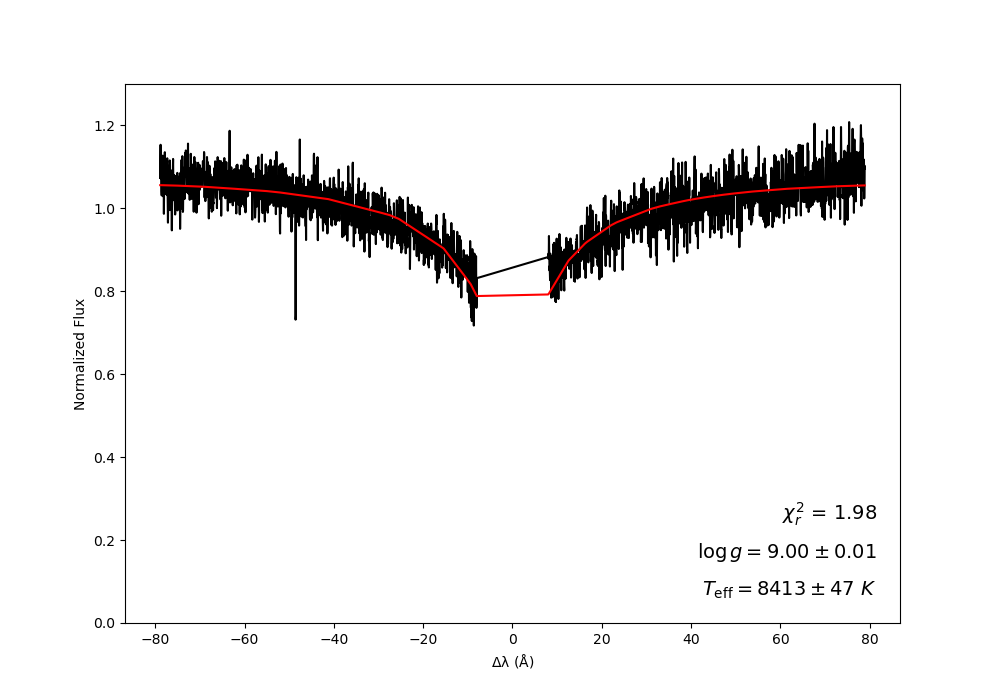 1.2
1.0
0.8
0.6
0.4
0.2
0.0
Normalized Flux
χ²ᵣ = 1.98
log g = 9.00 ± 0.01
T_eff = 8413 ± 47 K
−80 −60 −40 −20 0 20 40 60 80
Δλ (Å)